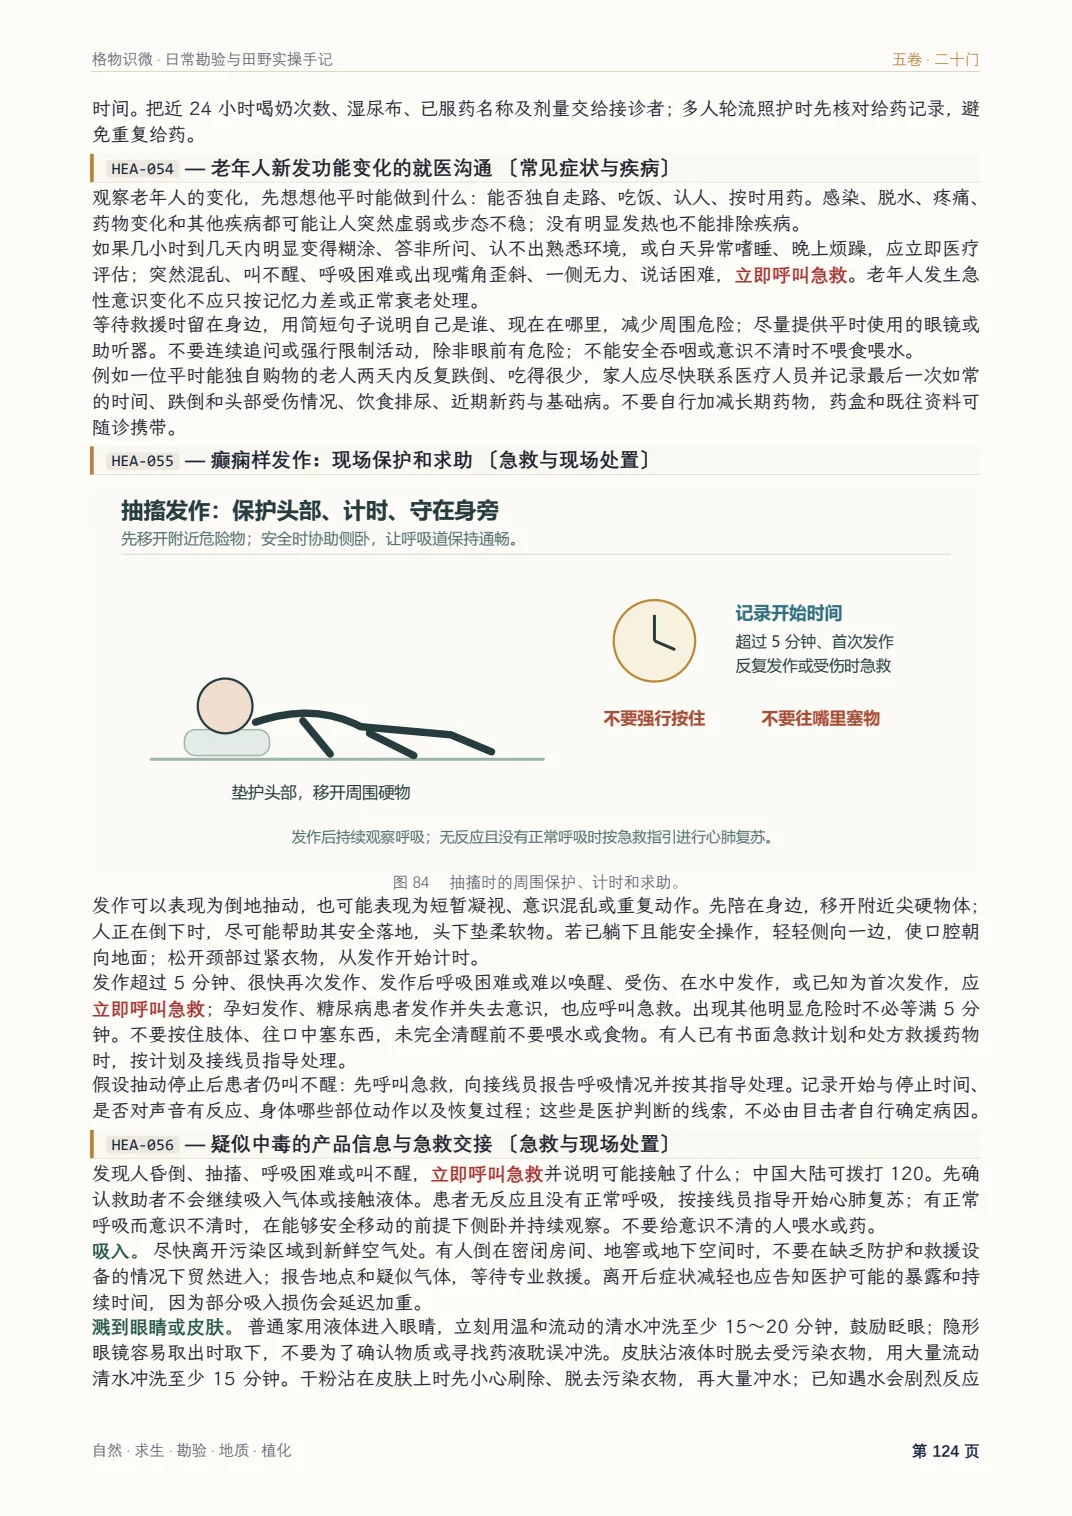 格物识微 · 日常勘验与田野实操手记
五卷 · 二十门
时间。把近 24 小时喝奶次数、湿尿布、已服药名称及剂量交给接诊者；多人轮流照护时先核对给药记录，避
免重复给药。
HEA-054 — 老年人新发功能变化的就医沟通 〔常见症状与疾病〕
观察老年人的变化，先想想他平时能做到什么：能否独自走路、吃饭、认人、按时用药。感染、脱水、疼痛、
药物变化和其他疾病都可能让人突然虚弱或步态不稳；没有明显发热也不能排除疾病。
如果几小时到几天内明显变得糊涂、答非所问、认不出熟悉环境，或白天异常嗜睡、晚上烦躁，应立即医疗
评估；突然混乱、叫不醒、呼吸困难或出现嘴角歪斜、一侧无力、说话困难，立即呼叫急救。老年人发生急
性意识变化不应只按记忆力差或正常衰老处理。
等待救援时留在身边，用简短句子说明自己是谁、现在在哪里，减少周围危险；尽量提供平时使用的眼镜或
助听器。不要连续追问或强行限制活动，除非眼前有危险；不能安全吞咽或意识不清时不喂食喂水。
例如一位平时能独自购物的老人两天内反复跌倒、吃得很少，家人应尽快联系医疗人员并记录最后一次如常
的时间、跌倒和头部受伤情况、饮食排尿、近期新药与基础病。不要自行加减长期药物，药盒和既往资料可
随诊携带。
HEA-055 — 癫痫样发作：现场保护和求助 〔急救与现场处置〕
抽搐发作：保护头部、计时、守在身旁
先移开附近危险物；安全时协助侧卧，让呼吸道保持通畅。
记录开始时间
超过 5 分钟、首次发作
反复发作或受伤时急救
不要强行按住
不要往嘴里塞物
垫护头部，移开周围硬物
发作后持续观察呼吸；无反应且没有正常呼吸时按急救指引进行心肺复苏。
图 84 抽搐时的周围保护、计时和求助。
发作可以表现为倒地抽动，也可能表现为短暂凝视、意识混乱或重复动作。先陪在身边，移开附近尖硬物体；
人正在倒下时，尽可能帮助其安全落地，头下垫柔软物。若已躺下且能安全操作，轻轻侧向一边，使口腔朝
向地面；松开颈部过紧衣物，从发作开始计时。
发作超过 5 分钟、很快再次发作、发作后呼吸困难或难以唤醒、受伤、在水中发作，或已知为首次发作，应
立即呼叫急救；孕妇发作、糖尿病患者发作并失去意识，也应呼叫急救。出现其他明显危险时不必等满 5 分
钟。不要按住肢体、往口中塞东西，未完全清醒前不要喂水或食物。有人已有书面急救计划和处方救援药物
时，按计划及接线员指导处理。
假设抽动停止后患者仍叫不醒：先呼叫急救，向接线员报告呼吸情况并按其指导处理。记录开始与停止时间、
是否对声音有反应、身体哪些部位动作以及恢复过程；这些是医护判断的线索，不必由目击者自行确定病因。
HEA-056 — 疑似中毒的产品信息与急救交接 〔急救与现场处置〕
发现人昏倒、抽搐、呼吸困难或叫不醒，立即呼叫急救并说明可能接触了什么；中国大陆可拨打 120。先确
认救助者不会继续吸入气体或接触液体。患者无反应且没有正常呼吸，按接线员指导开始心肺复苏；有正常
呼吸而意识不清时，在能够安全移动的前提下侧卧并持续观察。不要给意识不清的人喂水或药。
吸入。 尽快离开污染区域到新鲜空气处。有人倒在密闭房间、地窖或地下空间时，不要在缺乏防护和救援设
备的情况下贸然进入；报告地点和疑似气体，等待专业救援。离开后症状减轻也应告知医护可能的暴露和持
续时间，因为部分吸入损伤会延迟加重。
溅到眼睛或皮肤。 普通家用液体进入眼睛，立刻用温和流动的清水冲洗至少 15～20 分钟，鼓励眨眼；隐形
眼镜容易取出时取下，不要为了确认物质或寻找药液耽误冲洗。皮肤沾液体时脱去受污染衣物，用大量流动
清水冲洗至少 15 分钟。干粉沾在皮肤上时先小心刷除、脱去污染衣物，再大量冲水；已知遇水会剧烈反应
自然 · 求生 · 勘验 · 地质 · 植化
第 124 页